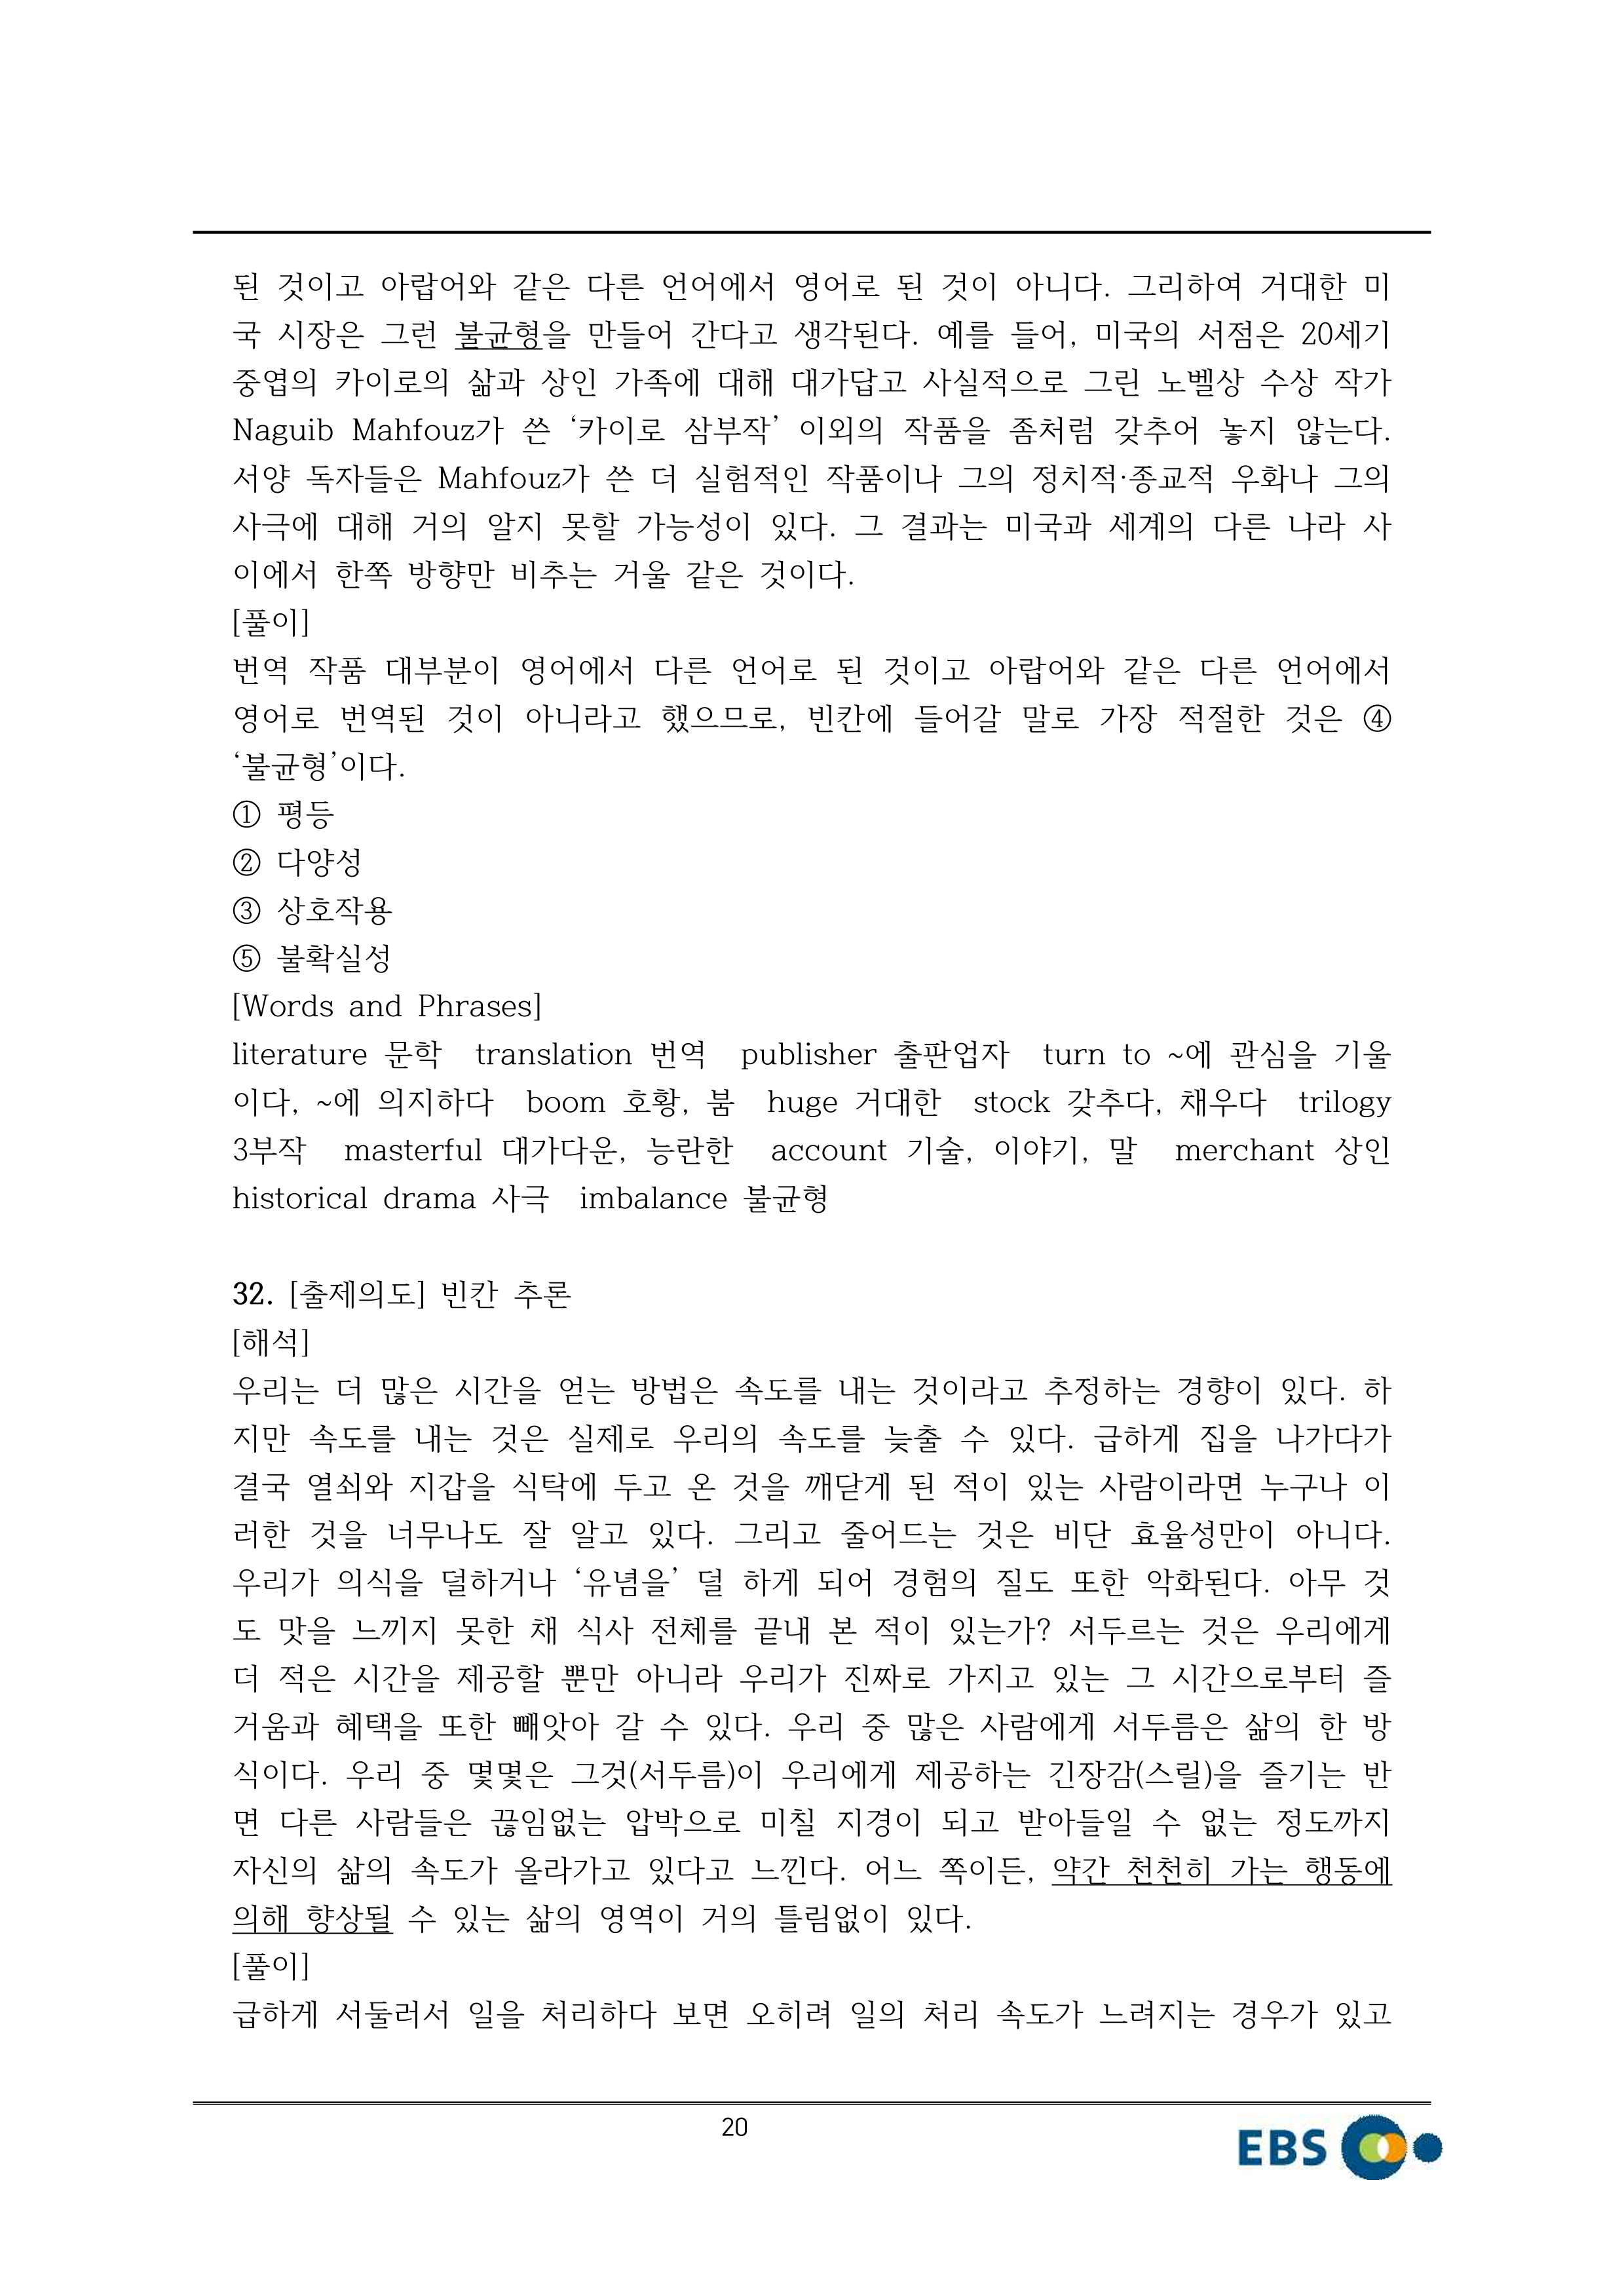 된 것이고 아랍어와 같은 다른 언어에서 영어로 된 것이 아니다. 그리하여 거대한 미
국 시장은 그런 불균형을 만들어 간다고 생각된다. 예를 들어, 미국의 서점은 20세기
중엽의 카이로의 삶과 상인 가족에 대해 대가답고 사실적으로 그린 노벨상 수상 작가
Naguib Mahfouz가 쓴 ‘카이로 삼부작’ 이외의 작품을 좀처럼 갖추어 놓지 않는다.
서양 독자들은 Mahfouz가 쓴 더 실험적인 작품이나 그의 정치적·종교적 우화나 그의
사극에 대해 거의 알지 못할 가능성이 있다. 그 결과는 미국과 세계의 다른 나라 사
이에서 한쪽 방향만 비추는 거울 같은 것이다.
[풀이]
번역 작품 대부분이 영어에서 다른 언어로 된 것이고 아랍어와 같은 다른 언어에서
영어로 번역된 것이 아니라고 했으므로, 빈칸에 들어갈 말로 가장 적절한 것은 ④
‘불균형’이다.
① 평등
② 다양성
③ 상호작용
⑤ 불확실성
[Words and Phrases]
literature 문학 translation 번역 publisher 출판업자 turn to ~에 관심을 기울
이다, ~에 의지하다 boom 호황, 붐 huge 거대한 stock 갖추다, 채우다 trilogy
3부작 masterful 대가다운, 능란한 account 기술, 이야기, 말 merchant 상인
historical drama 사극 imbalance 불균형
32. [출제의도] 빈칸 추론
[해석]
우리는 더 많은 시간을 얻는 방법은 속도를 내는 것이라고 추정하는 경향이 있다. 하
지만 속도를 내는 것은 실제로 우리의 속도를 늦출 수 있다. 급하게 집을 나가다가
결국 열쇠와 지갑을 식탁에 두고 온 것을 깨닫게 된 적이 있는 사람이라면 누구나 이
러한 것을 너무나도 잘 알고 있다. 그리고 줄어드는 것은 비단 효율성만이 아니다.
우리가 의식을 덜하거나 ‘유념을’ 덜 하게 되어 경험의 질도 또한 악화된다. 아무 것
도 맛을 느끼지 못한 채 식사 전체를 끝내 본 적이 있는가? 서두르는 것은 우리에게
더 적은 시간을 제공할 뿐만 아니라 우리가 진짜로 가지고 있는 그 시간으로부터 즐
거움과 혜택을 또한 빼앗아 갈 수 있다. 우리 중 많은 사람에게 서두름은 삶의 한 방
식이다. 우리 중 몇몇은 그것(서두름)이 우리에게 제공하는 긴장감(스릴)을 즐기는 반
면 다른 사람들은 끊임없는 압박으로 미칠 지경이 되고 받아들일 수 없는 정도까지
자신의 삶의 속도가 올라가고 있다고 느낀다. 어느 쪽이든, 약간 천천히 가는 행동에
의해 향상될 수 있는 삶의 영역이 거의 틀림없이 있다.
[풀이]
급하게 서둘러서 일을 처리하다 보면 오히려 일의 처리 속도가 느려지는 경우가 있고
20
EBS